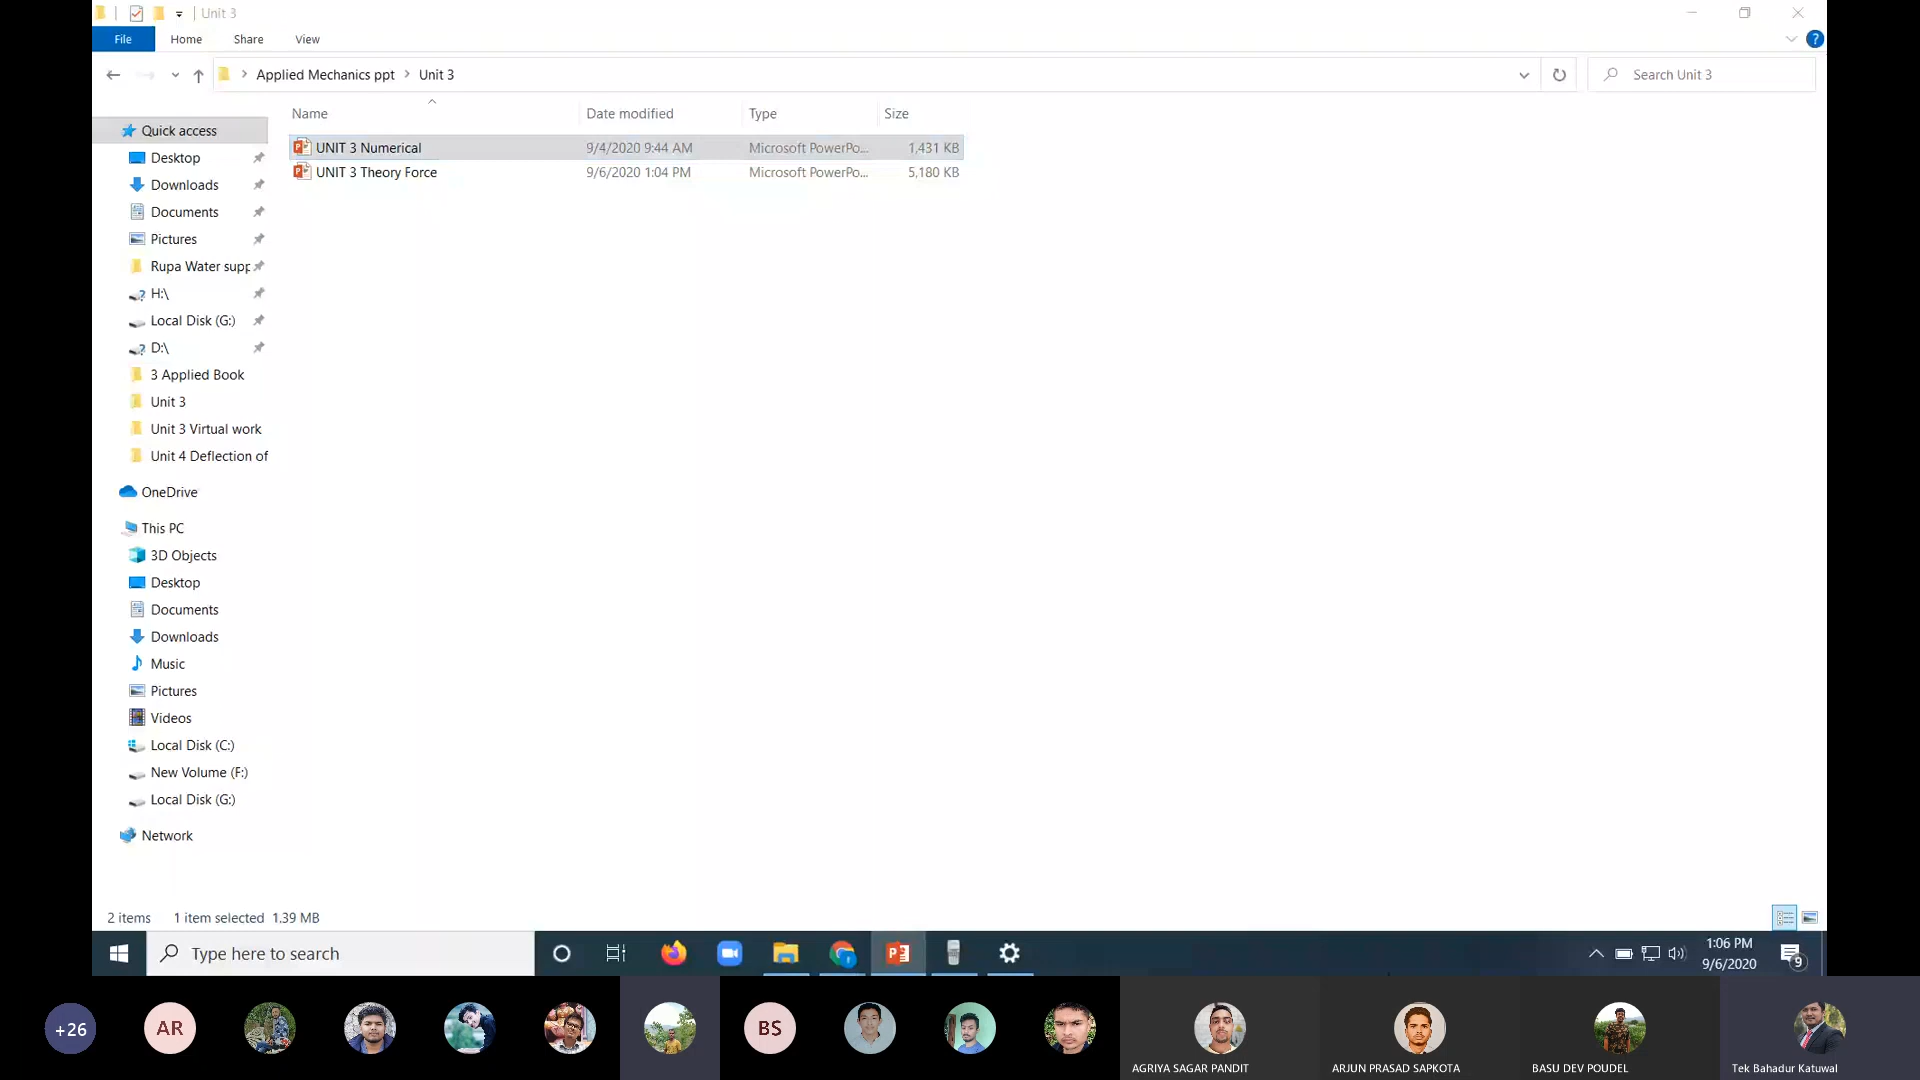 Unit 3
File Home Share View
Applied Mechanics ppt Unit 3 Search Unit 3
Name Date modified Type Size
Quick access
UNIT 3 Numerical 9/4/2020 9:44 AM Microsoft PowerPo... 1,431 KB
UNIT 3 Theory Force 9/6/2020 1:04 PM Microsoft PowerPo... 5,180 KB
Desktop
Downloads
Documents
Pictures
Rupa Water supp
H:\
Local Disk (G:)
D:\
3 Applied Book
Unit 3
Unit 3 Virtual work
Unit 4 Deflection of
OneDrive
This PC
3D Objects
Desktop
Documents
Downloads
Music
Pictures
Videos
Local Disk (C:)
New Volume (F:)
Local Disk (G:)
Network
2 items 1 item selected 1.39 MB
Type here to search
1:06 PM
9/6/2020
9
+26 AR BS
AGRIYA SAGAR PANDIT ARJUN PRASAD SAPKOTA BASU DEV POUDEL Tek Bahadur Katuwal